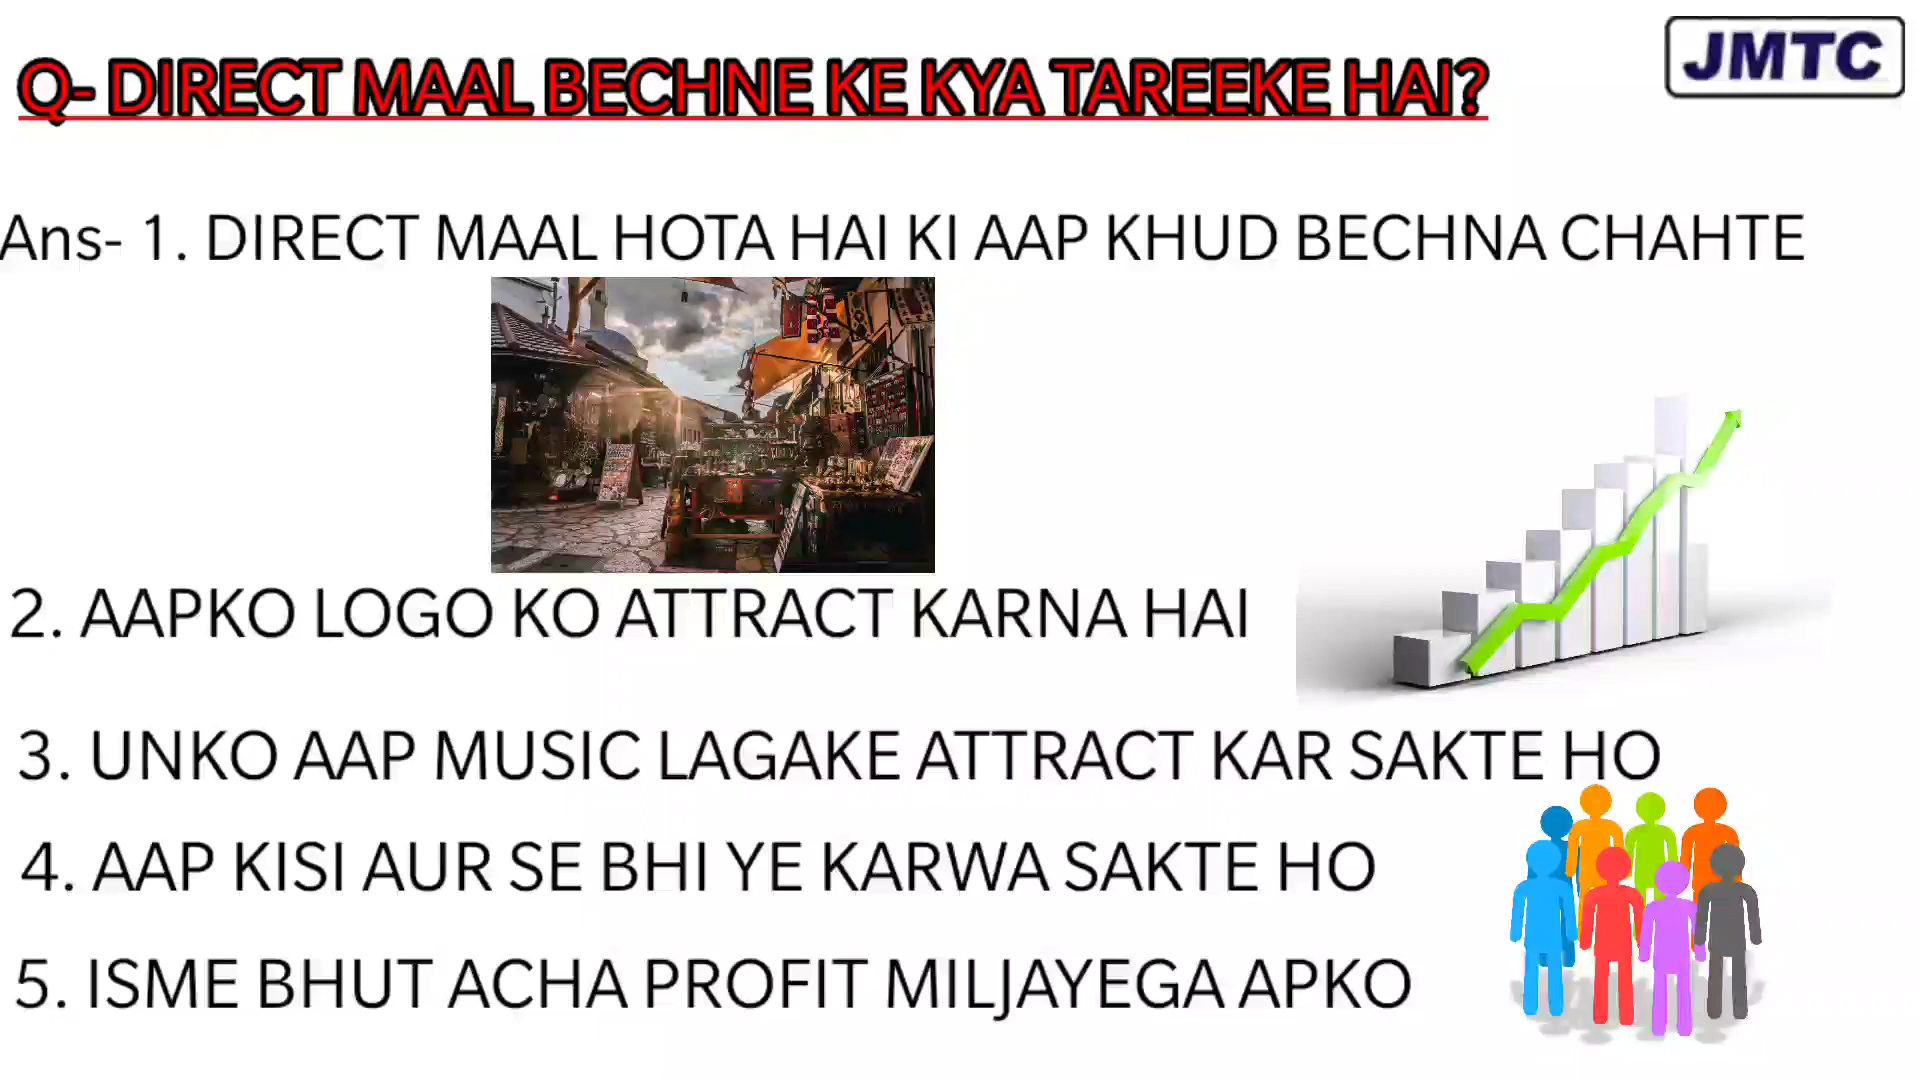 Q- DIRECT MAAL BECHNE KE KYA TAREEKE HAI?
JMTC
Ans- 1. DIRECT MAAL HOTA HAI KI AAP KHUD BECHNA CHAHTE
2. AAPKO LOGO KO ATTRACT KARNA HAI
3. UNKO AAP MUSIC LAGAKE ATTRACT KAR SAKTE HO
4. AAP KISI AUR SE BHI YE KARWA SAKTE HO
5. ISME BHUT ACHA PROFIT MILJAYEGA APKO